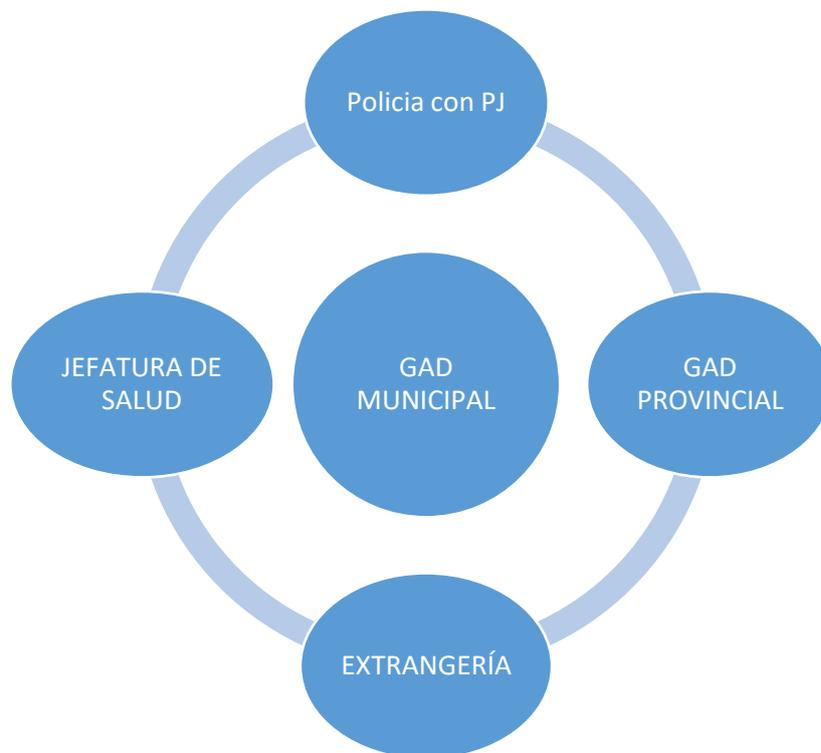 Policia con PJ
JEFATURA DE
SALUD
GAD
MUNICIPAL
GAD
PROVINCIAL
EXTRANGERÍA